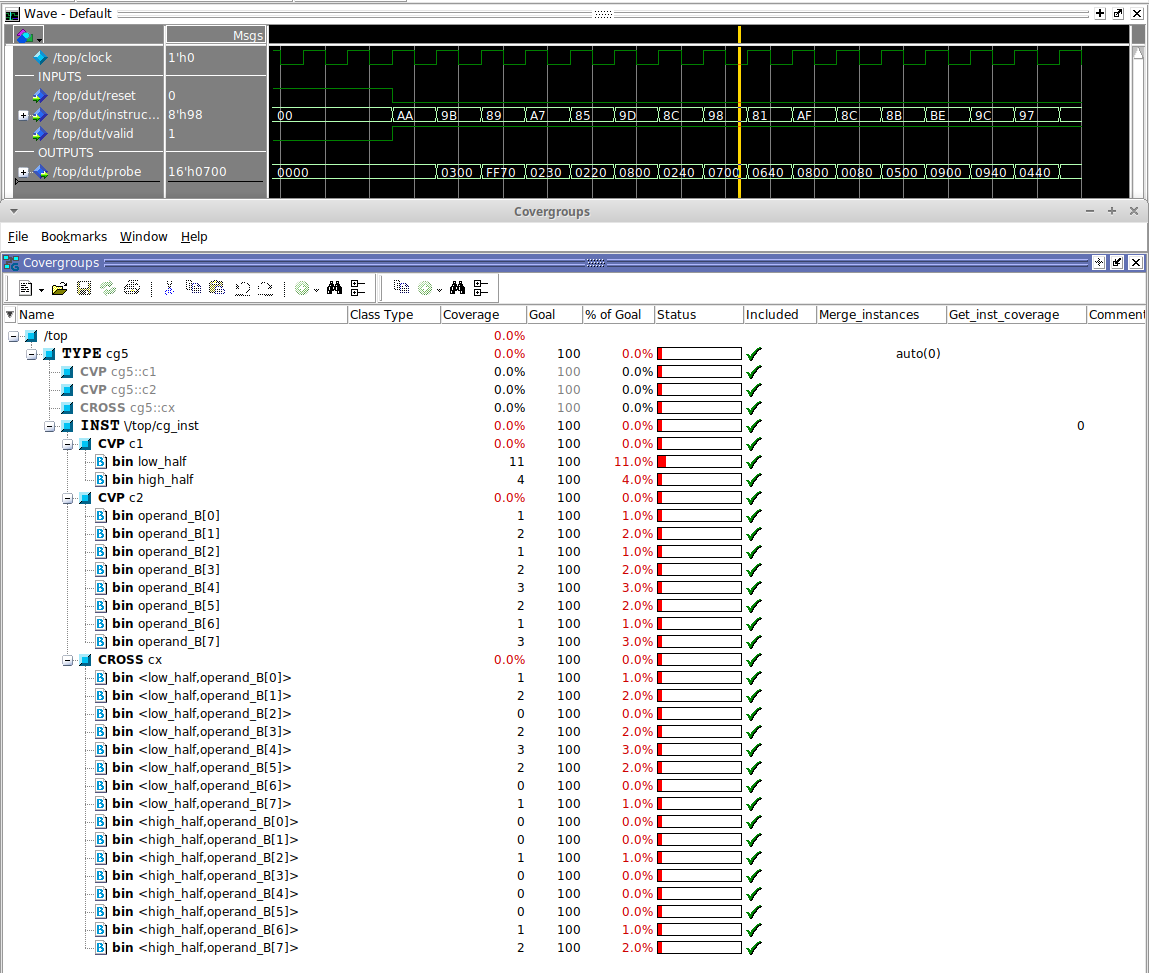 Wave - Default
Msgs
/top/clock 1'h0
INPUTS
/top/dut/reset 0
/top/dut/instruc... 8'h98 00 AA 9B 89 A7 85 9D 8C 98 81 AF 8C 8B BE 9C 97
/top/dut/valid 1
OUTPUTS
/top/dut/probe 16'h0700 0000 0300 FF70 0230 0220 0800 0240 0700 0640 0800 0080 0500 0900 0940 0440
Covergroups
File Bookmarks Window Help
Covergroups
Name Class Type Coverage Goal % of Goal Status Included Merge_instances Get_inst_coverage Comment
/top 0.0%
TYPE cg5 0.0% 100 0.0% auto(0)
CVP cg5::c1 0.0% 100 0.0%
CVP cg5::c2 0.0% 100 0.0%
CROSS cg5::cx 0.0% 100 0.0%
INST \/top/cg_inst 0.0% 100 0.0% 0
CVP c1 0.0% 100 0.0%
B bin low_half 11 100 11.0%
B bin high_half 4 100 4.0%
CVP c2 0.0% 100 0.0%
B bin operand_B[0] 1 100 1.0%
B bin operand_B[1] 2 100 2.0%
B bin operand_B[2] 1 100 1.0%
B bin operand_B[3] 2 100 2.0%
B bin operand_B[4] 3 100 3.0%
B bin operand_B[5] 2 100 2.0%
B bin operand_B[6] 1 100 1.0%
B bin operand_B[7] 3 100 3.0%
CROSS cx 0.0% 100 0.0%
B bin <low_half,operand_B[0]> 1 100 1.0%
B bin <low_half,operand_B[1]> 2 100 2.0%
B bin <low_half,operand_B[2]> 0 100 0.0%
B bin <low_half,operand_B[3]> 2 100 2.0%
B bin <low_half,operand_B[4]> 3 100 3.0%
B bin <low_half,operand_B[5]> 2 100 2.0%
B bin <low_half,operand_B[6]> 0 100 0.0%
B bin <low_half,operand_B[7]> 1 100 1.0%
B bin <high_half,operand_B[0]> 0 100 0.0%
B bin <high_half,operand_B[1]> 0 100 0.0%
B bin <high_half,operand_B[2]> 1 100 1.0%
B bin <high_half,operand_B[3]> 0 100 0.0%
B bin <high_half,operand_B[4]> 0 100 0.0%
B bin <high_half,operand_B[5]> 0 100 0.0%
B bin <high_half,operand_B[6]> 1 100 1.0%
B bin <high_half,operand_B[7]> 2 100 2.0%